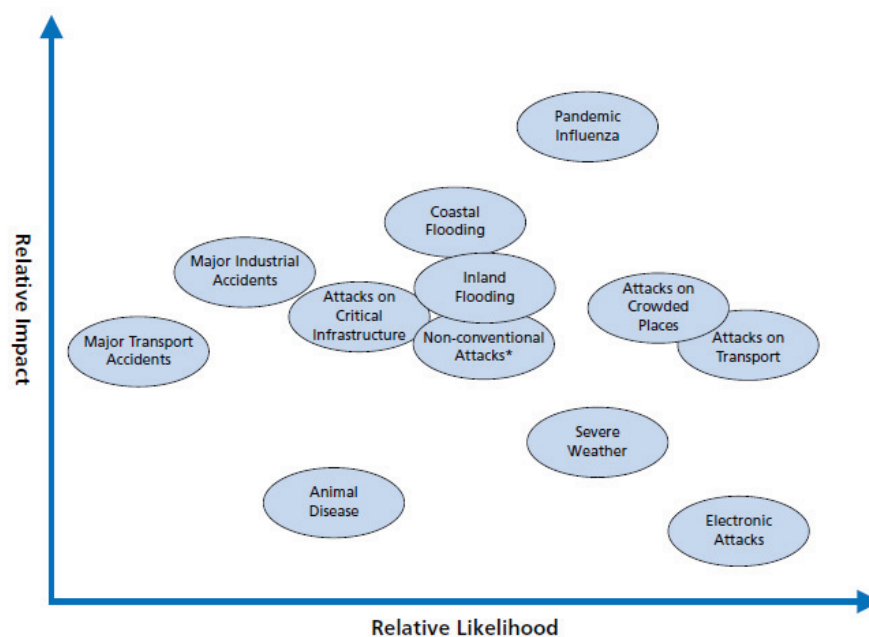 Pandemic
Influenza
Coastal
Flooding
Major Industrial
Accidents
Inland
Flooding
Attacks on
Critical
Infrastructure
Attacks on
Crowded
Places
Major Transport
Accidents
Non-conventional
Attacks*
Attacks on
Transport
Severe
Weather
Animal
Disease
Electronic
Attacks
Relative Impact
Relative Likelihood